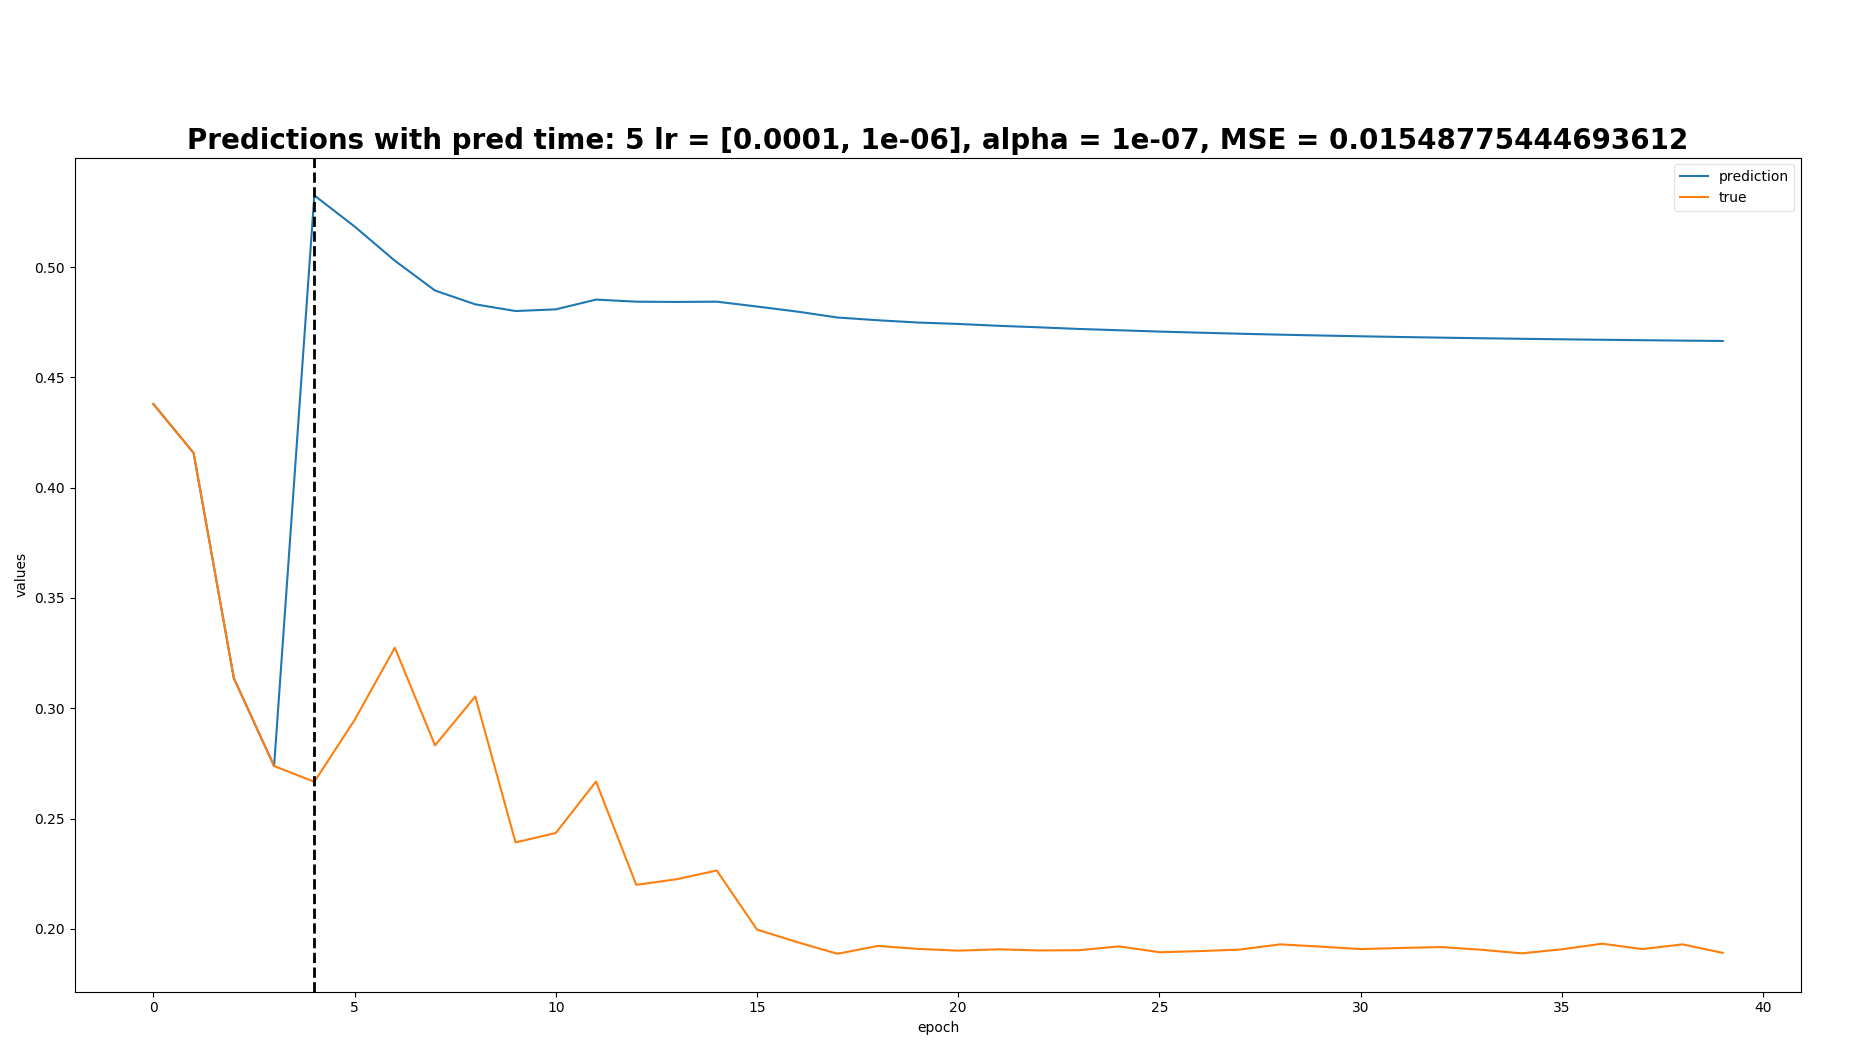 Predictions with pred time: 5 lr = [0.0001, 1e-06], alpha = 1e-07, MSE = 0.01548775444693612
prediction
true
0.50
0.45
0.40
0.35
0.30
0.25
0.20
values
0 5 10 15 20 25 30 35 40
epoch